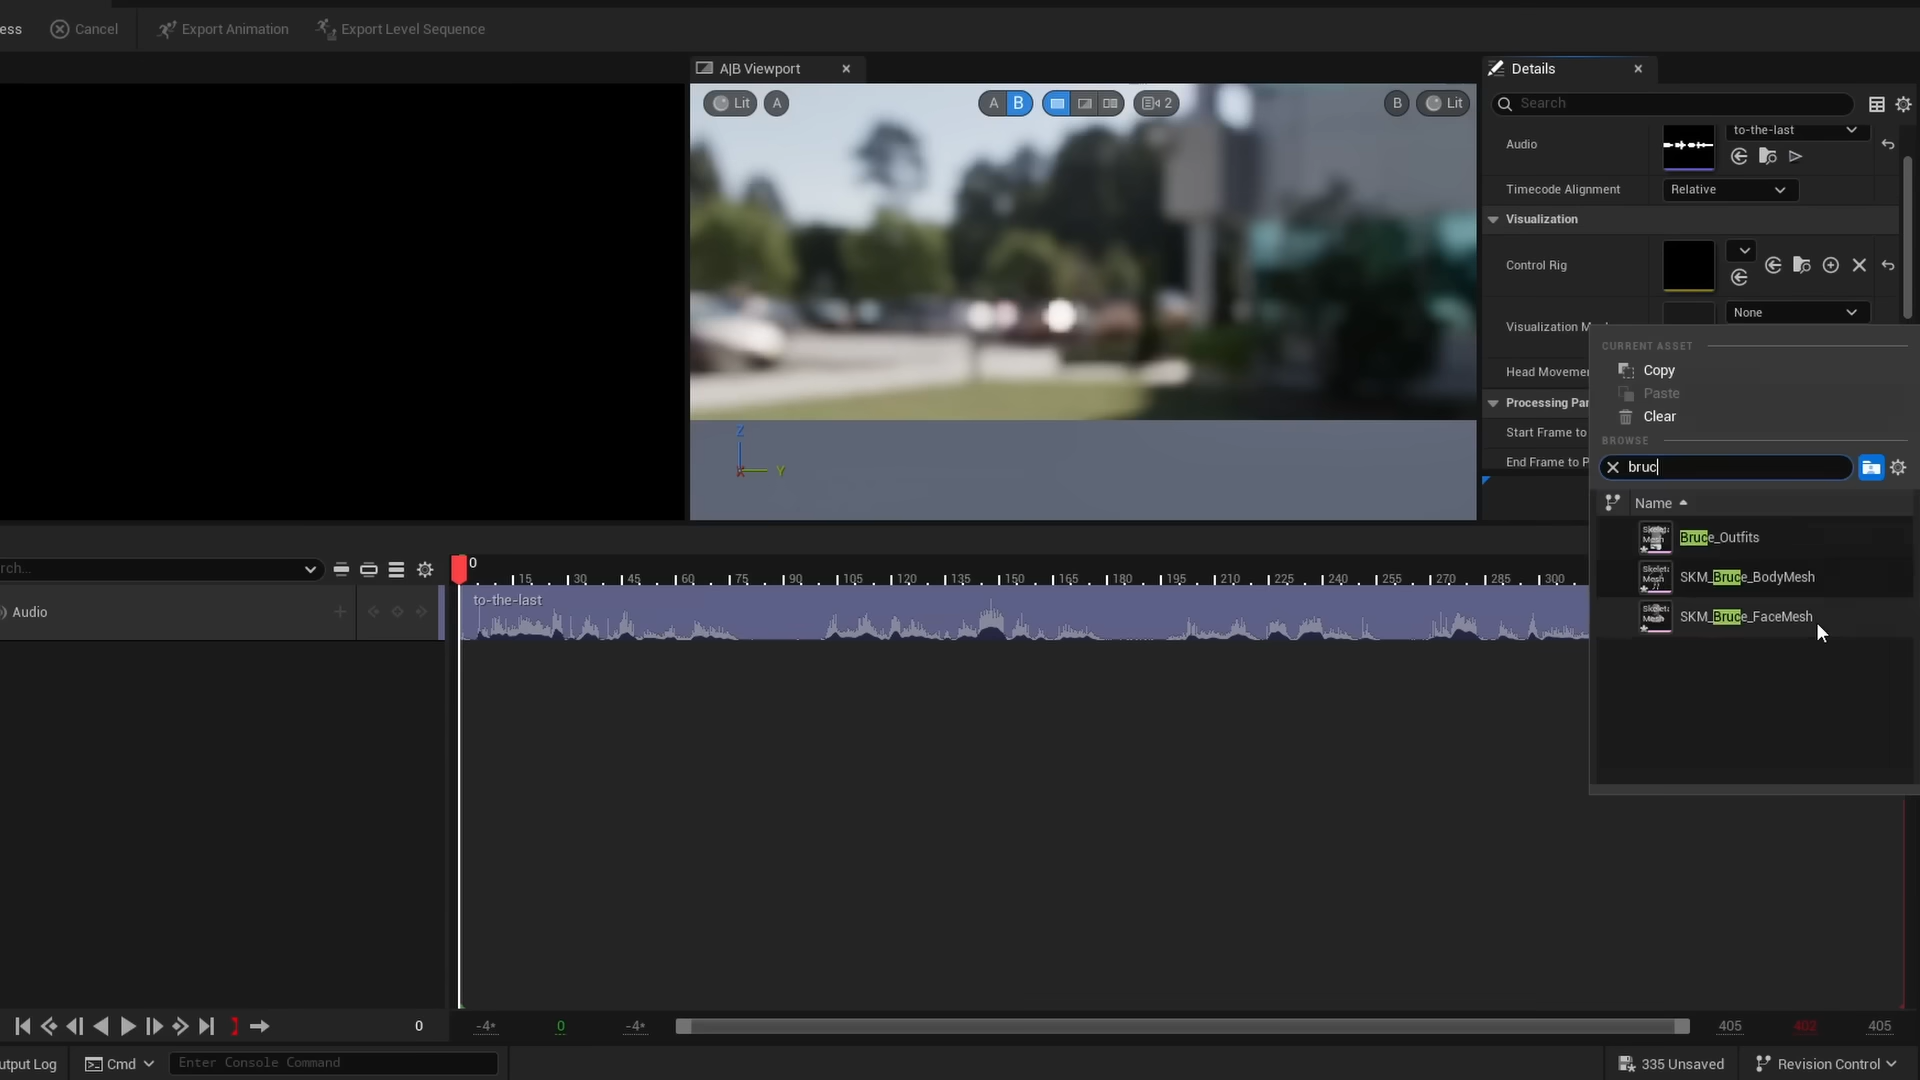 ess
Cancel
Export Animation
Export Level Sequence
A|B Viewport
Details
Lit
A
A
B
2
B
Lit
Search
Audio
to-the-last
Timecode Alignment
Relative
Visualization
Control Rig
Visualization M
None
Head Movemen
Processing Par
Start Frame to
End Frame to P
CURRENT ASSET
Copy
Paste
Clear
BROWSE
bruc
Name
Bruce_Outfits
SKM_Bruce_BodyMesh
SKM_Bruce_FaceMesh
Z
Y
rch...
0
15
30
45
60
75
90
105
120
135
150
165
180
195
210
225
240
255
270
285
300
Audio
to-the-last
0
-4*
0
-4*
405
402
405
utput Log
Cmd
Enter Console Command
335 Unsaved
Revision Control